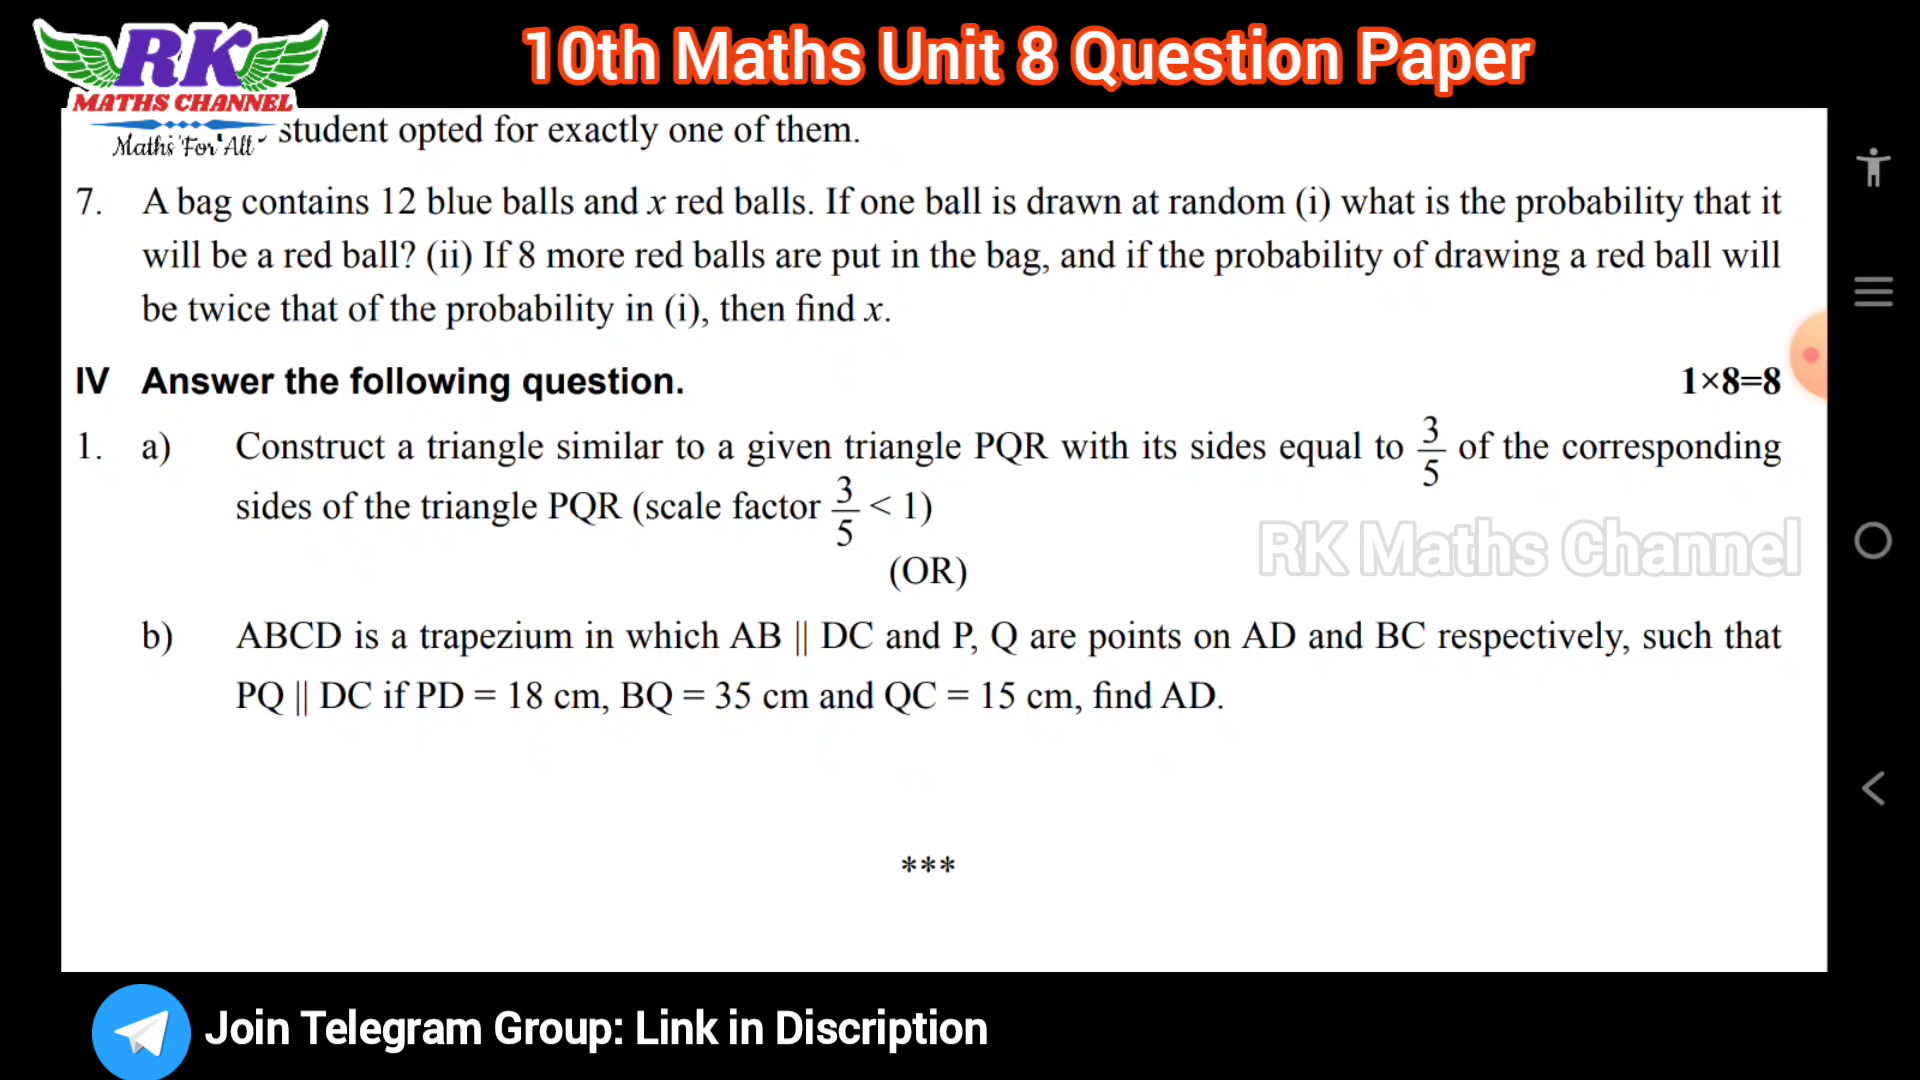 RK
MATHS CHANNEL
Maths For All
10th Maths Unit 8 Question Paper
student opted for exactly one of them.
7. A bag contains 12 blue balls and x red balls. If one ball is drawn at random (i) what is the probability that it
will be a red ball? (ii) If 8 more red balls are put in the bag, and if the probability of drawing a red ball will
be twice that of the probability in (i), then find x.
IV Answer the following question. 1×8=8
1. a) Construct a triangle similar to a given triangle PQR with its sides equal to 3/5 of the corresponding
sides of the triangle PQR (scale factor 3/5 < 1)
RK Maths Channel
(OR)
b) ABCD is a trapezium in which AB || DC and P, Q are points on AD and BC respectively, such that
PQ || DC if PD = 18 cm, BQ = 35 cm and QC = 15 cm, find AD.
***
Join Telegram Group: Link in Discription